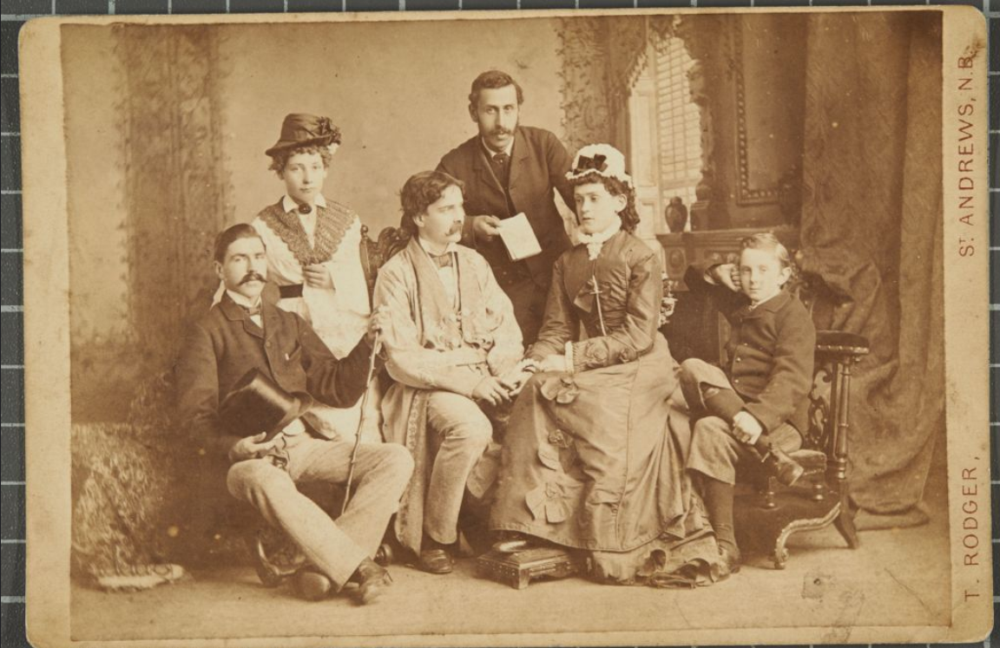 T. RODGER,
Sᵀ ANDREWS, N.B.